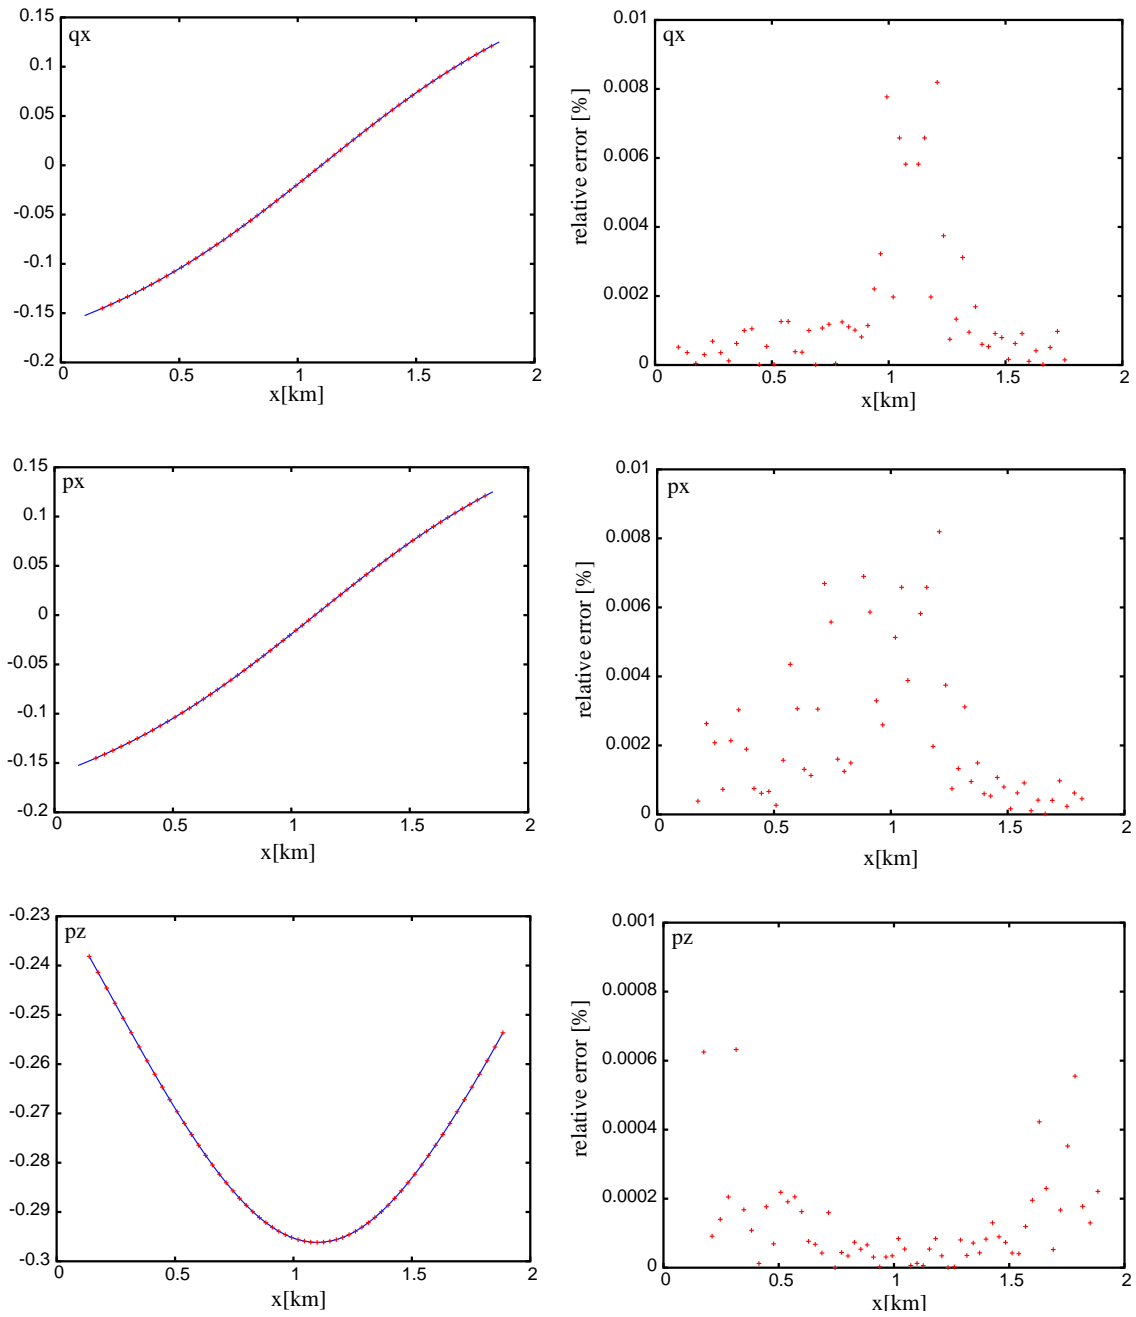 0.15
qx
0.1
0.05
0
-0.05
-0.1
-0.15
-0.2
0 0.5 1 1.5 2
x[km]
0.01
qx
0.008
0.006
0.004
0.002
0
relative error [%]
0 0.5 1 1.5 2
x[km]
0.15
px
0.1
0.05
0
-0.05
-0.1
-0.15
-0.2
0 0.5 1 1.5 2
x[km]
0.01
px
0.008
0.006
0.004
0.002
0
relative error [%]
0 0.5 1 1.5 2
x[km]
-0.23
pz
-0.24
-0.25
-0.26
-0.27
-0.28
-0.29
-0.3
0 0.5 1 1.5 2
x[km]
0.001
pz
0.0008
0.0006
0.0004
0.0002
0
relative error [%]
0 0.5 1 1.5 2
x[km]